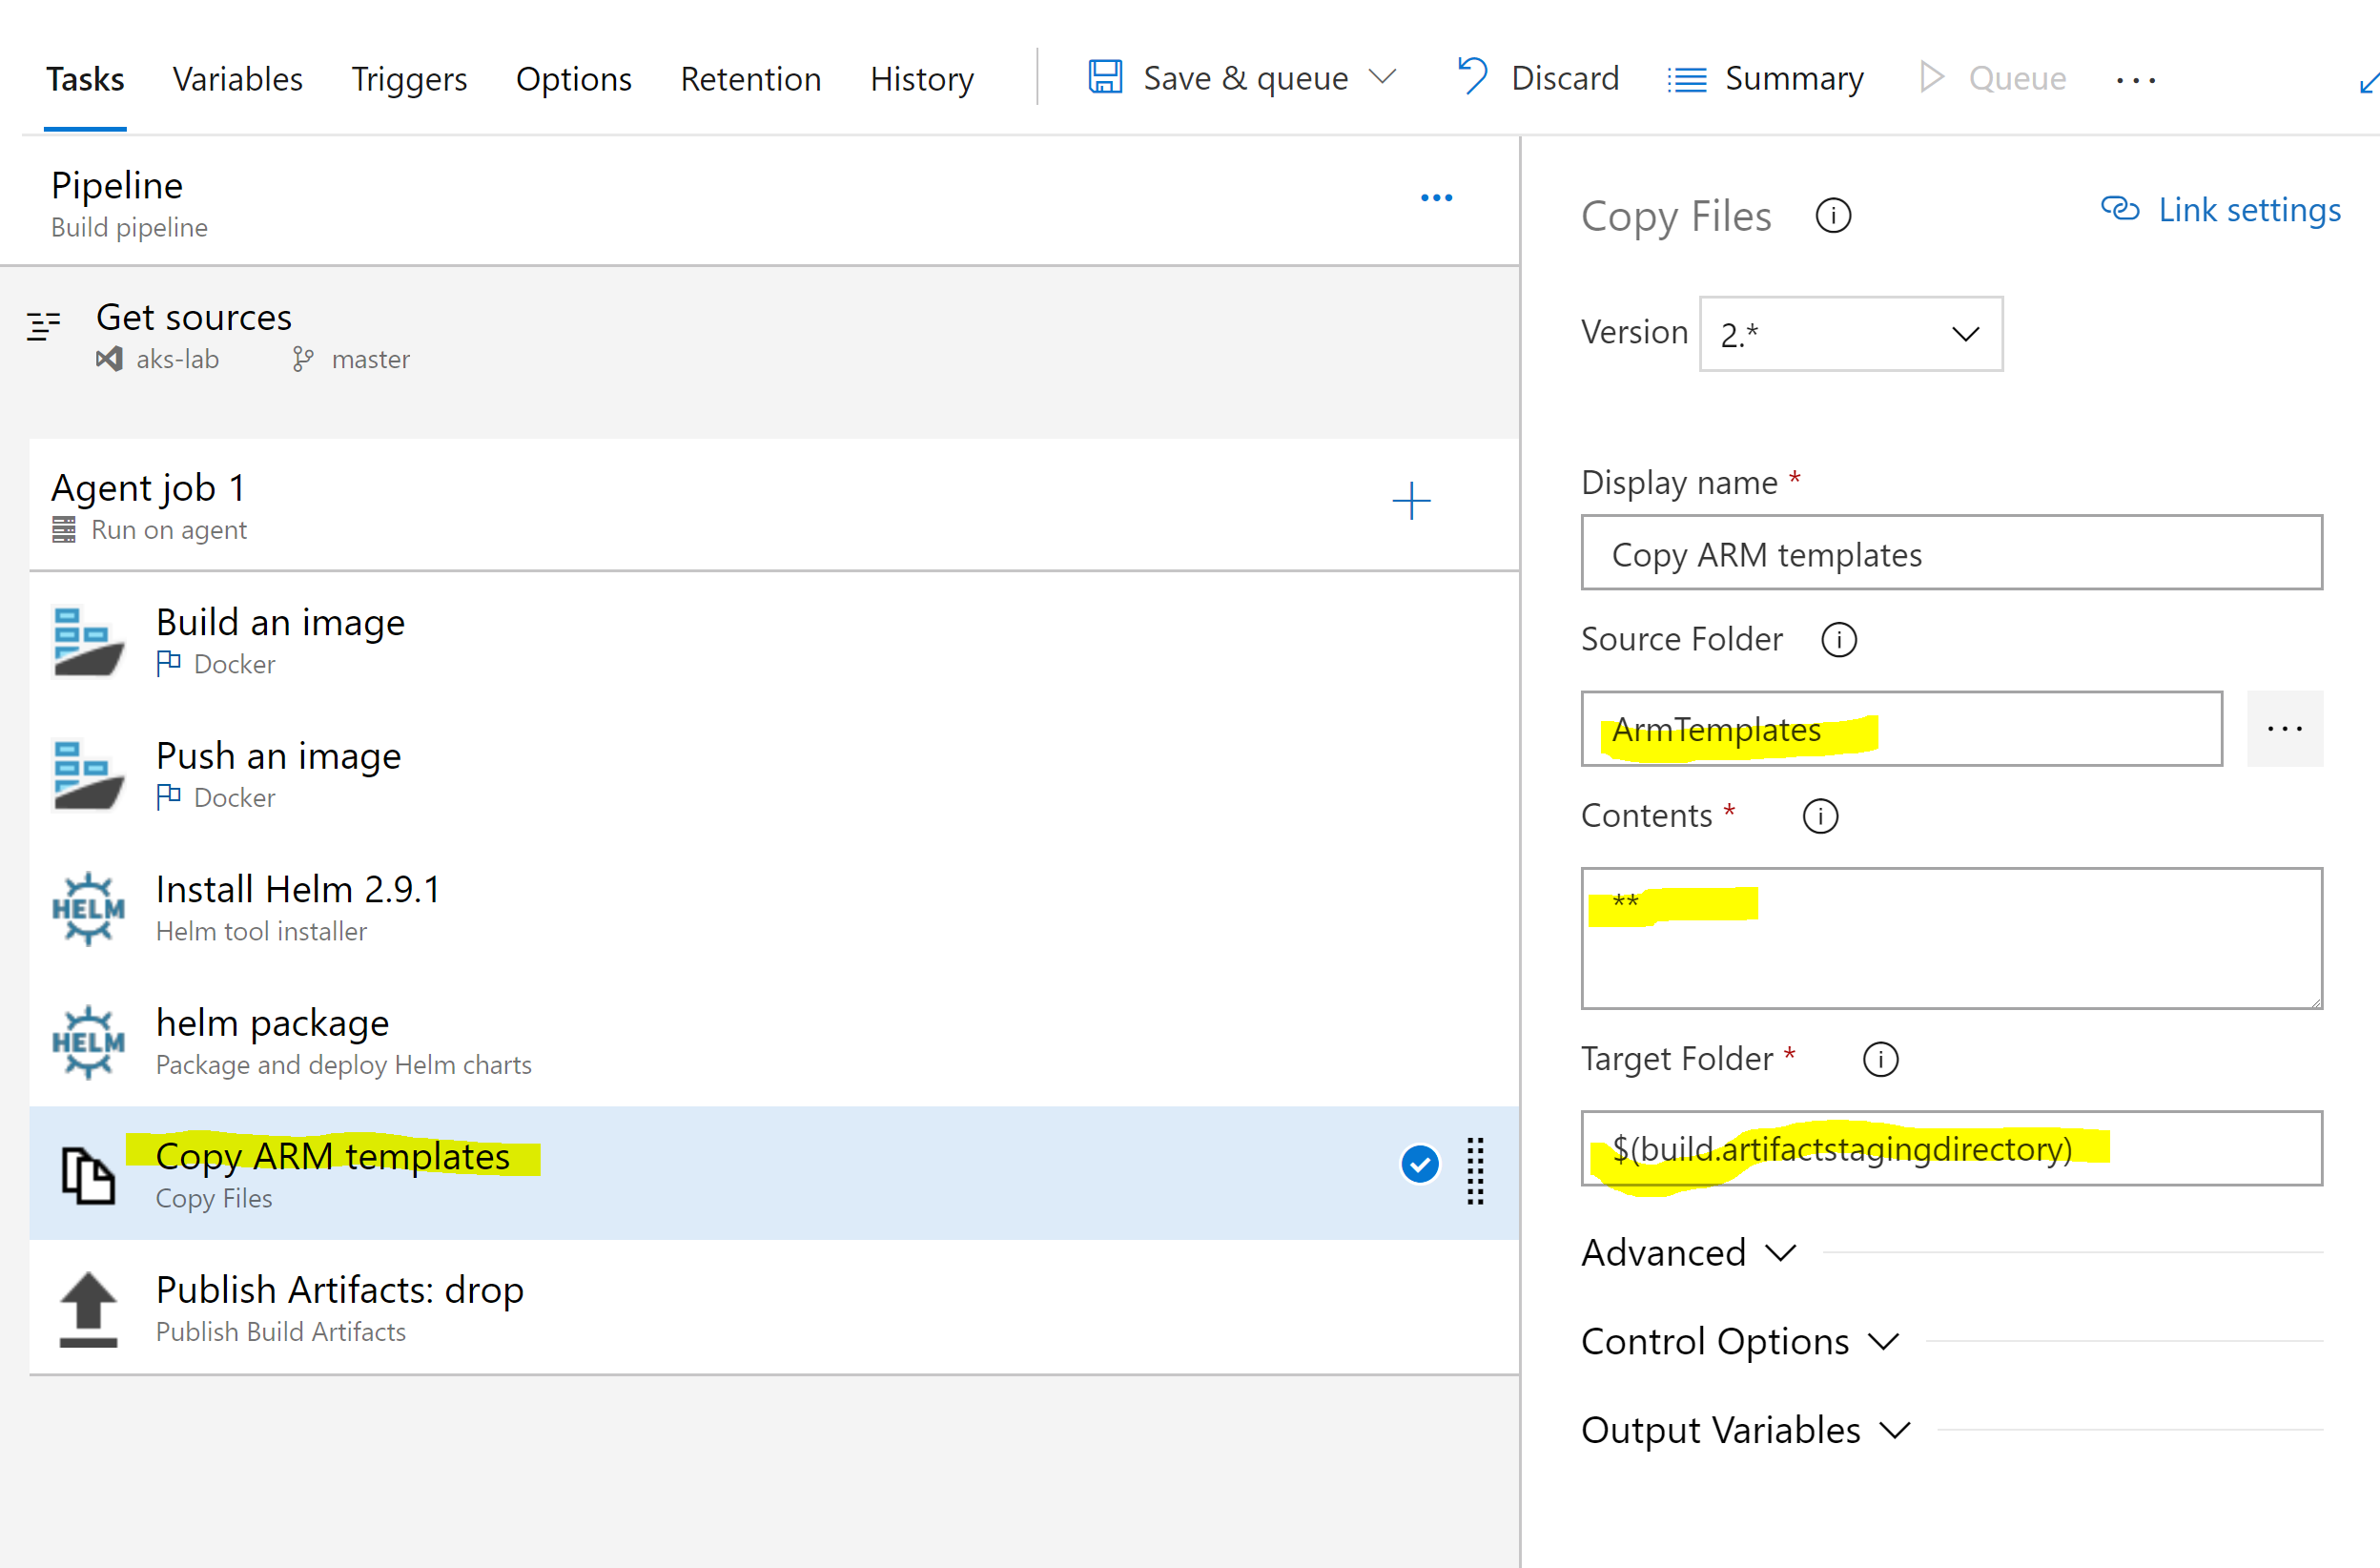 Tasks Variables Triggers Options Retention History Save & queue Discard Summary Queue ...
Pipeline
Build pipeline
Get sources
aks-lab master
Agent job 1
Run on agent
Build an image
Docker
Push an image
Docker
HELM
Install Helm 2.9.1
Helm tool installer
HELM
helm package
Package and deploy Helm charts
Copy ARM templates
Copy Files
Publish Artifacts: drop
Publish Build Artifacts
Copy Files Link settings
Version 2.*
Display name *
Copy ARM templates
Source Folder
ArmTemplates
Contents *
**
Target Folder *
$(build.artifactstagingdirectory)
Advanced
Control Options
Output Variables